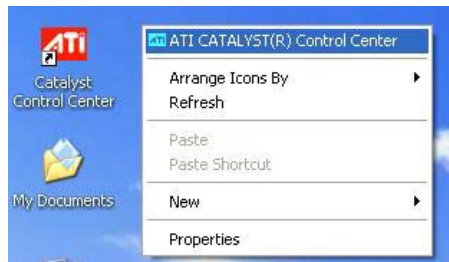 ATI
Catalyst
Control Center
My Documents
ATI ATI CATALYST(R) Control Center
Arrange Icons By
Refresh
Paste
Paste Shortcut
New
Properties